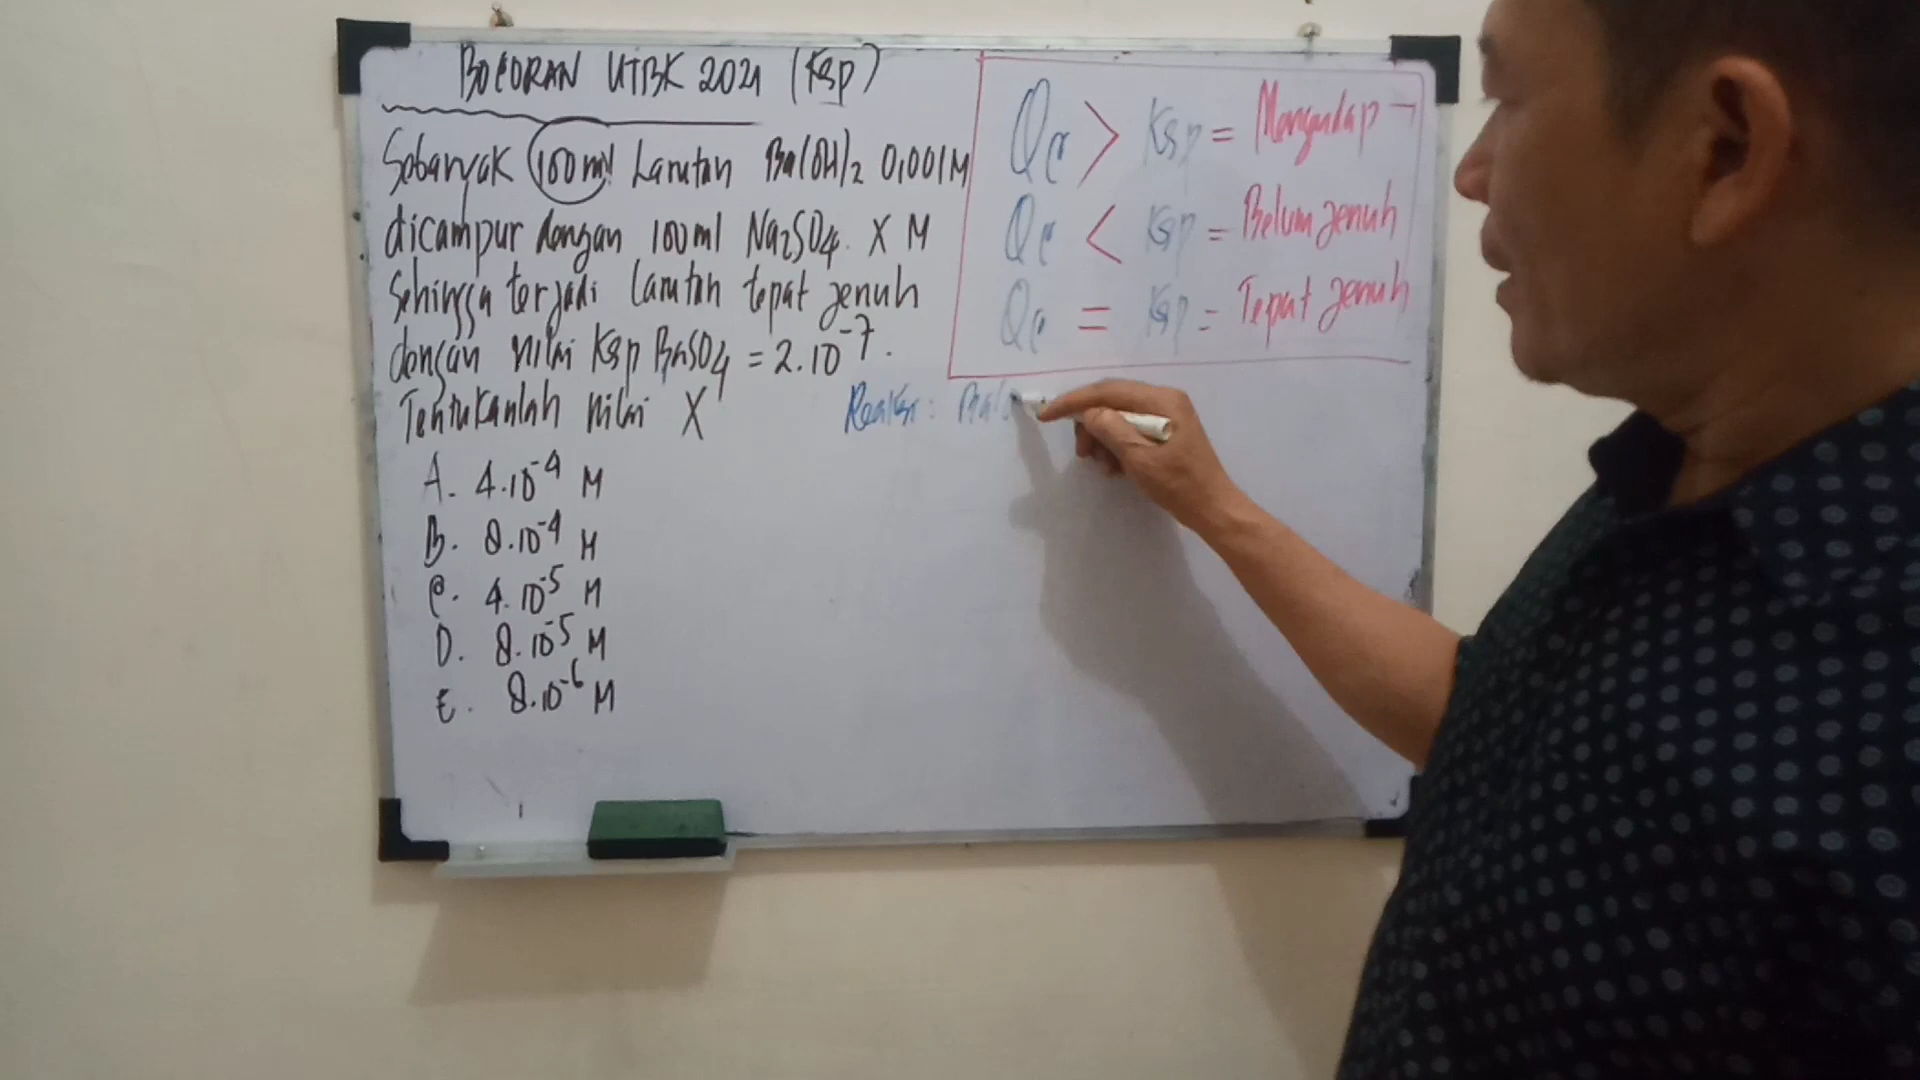 BOCORAN UTBK 2021 (Ksp)
Sebanyak 100ml Larutan Ba(OH)2 0,001M
dicampur dengan 100ml Na2SO4 X M
Sehingga terjadi larutan tepat jenuh
dengan nilai Ksp BaSO4 = 2.10^-7.
Tentukanlah nilai X
A. 4.10^-4 M
B. 8.10^-4 M
C. 4.10^-5 M
D. 8.10^-5 M
E. 8.10^-6 M
Qc > Ksp = Mengendap
Qc < Ksp = Belum jenuh
Qc = Ksp = Tepat jenuh
Reaksi: Ba(O